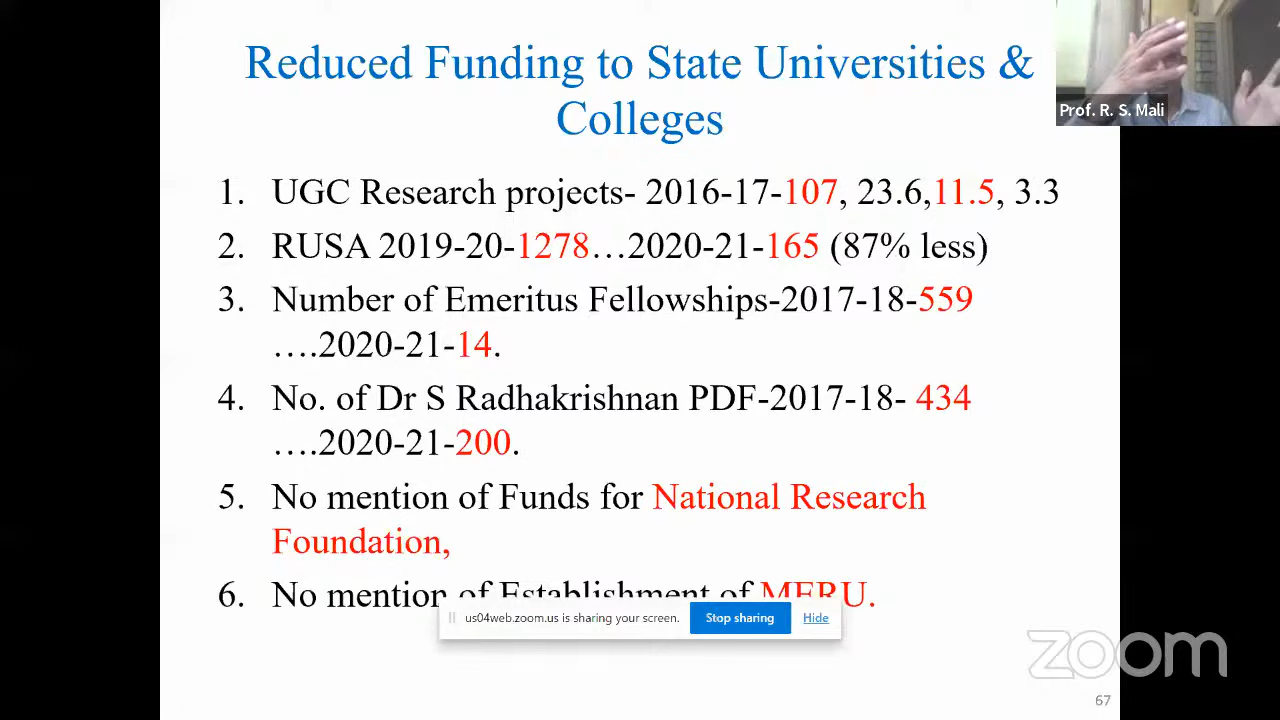 Reduced Funding to State Universities &
Colleges
Prof. R. S. Mali
1. UGC Research projects- 2016-17-107, 23.6,11.5, 3.3
2. RUSA 2019-20-1278…2020-21-165 (87% less)
3. Number of Emeritus Fellowships-2017-18-559
….2020-21-14.
4. No. of Dr S Radhakrishnan PDF-2017-18- 434
….2020-21-200.
5. No mention of Funds for National Research
Foundation,
6. No mention of Establishment of MERU.
us04web.zoom.us is sharing your screen. Stop sharing Hide
zoom
67